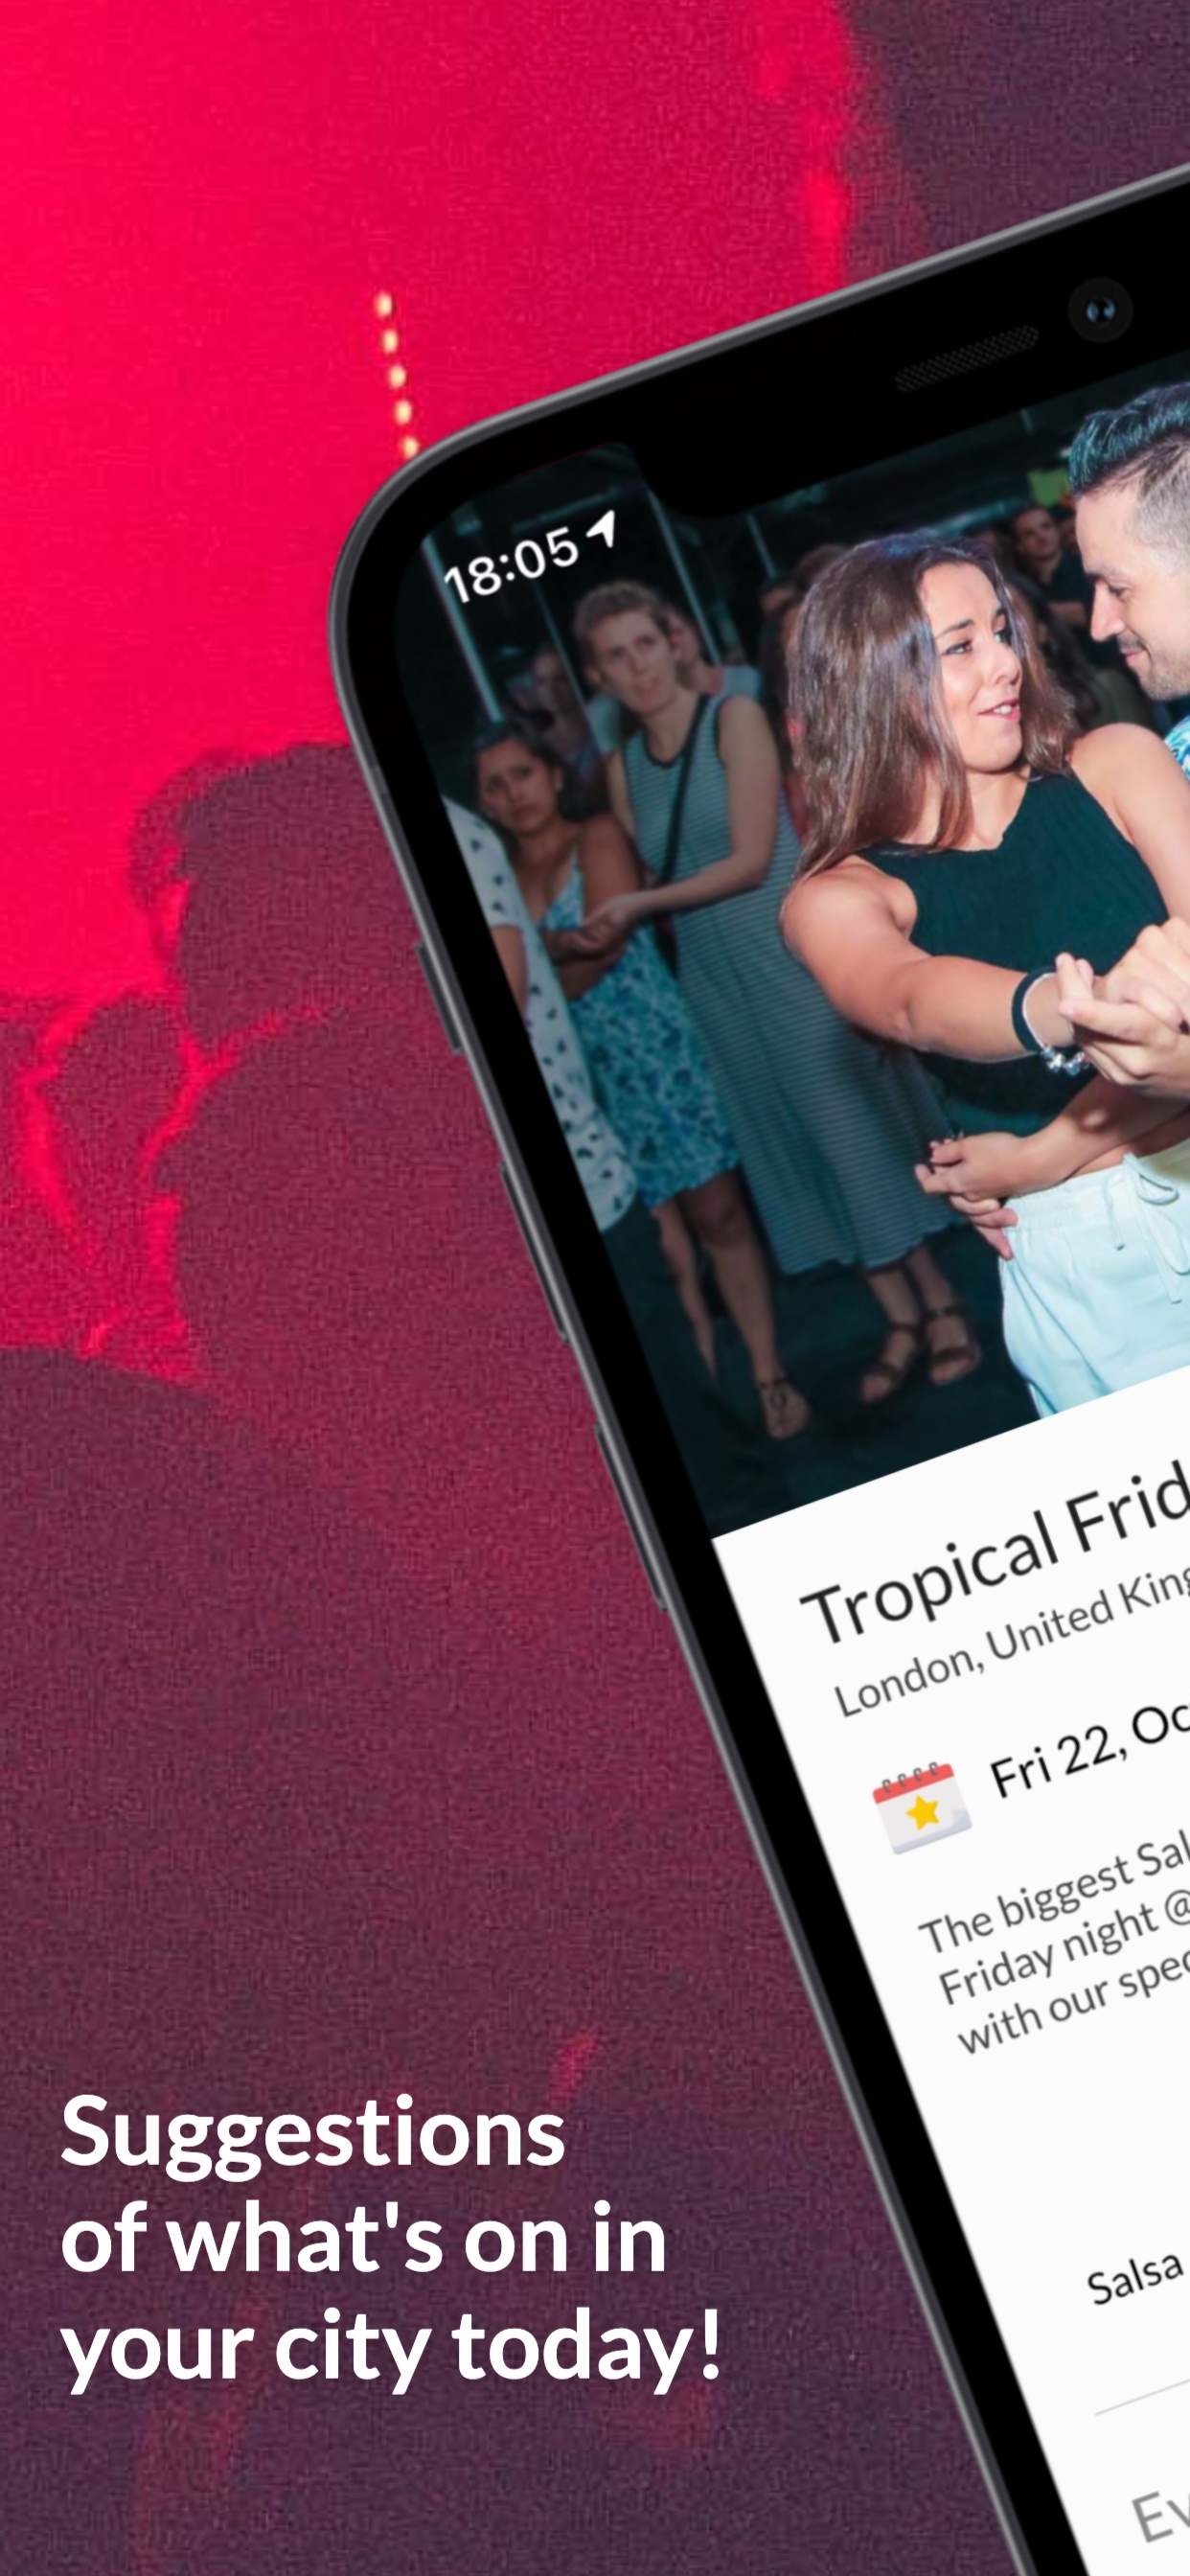 18:05
Tropical Frid
London, United King
Fri 22, Oc
The biggest Sal
Friday night @
with our spec
Salsa
Ev
Suggestions
of what's on in
your city today!